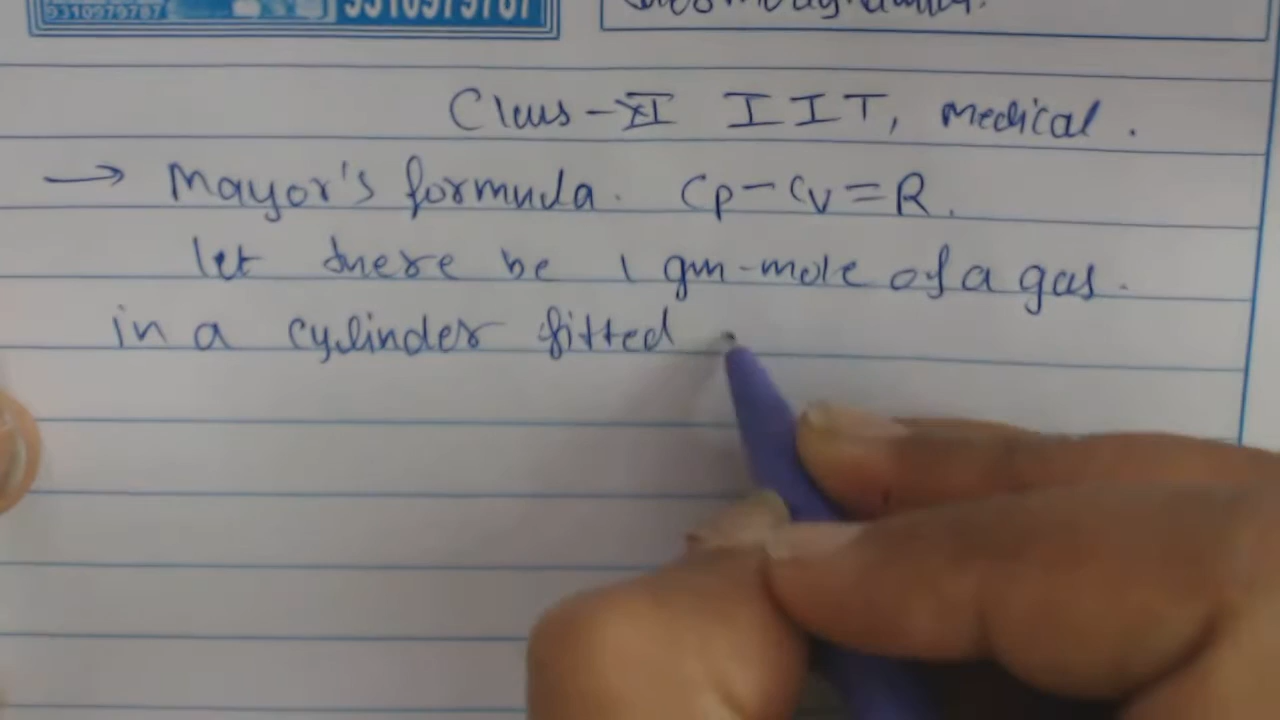 9310979787
Class-XI IIT, Medical.
→ Mayor's formula. Cp-Cv=R.
let there be 1 gm-mole of a gas.
in a cylinder fitted